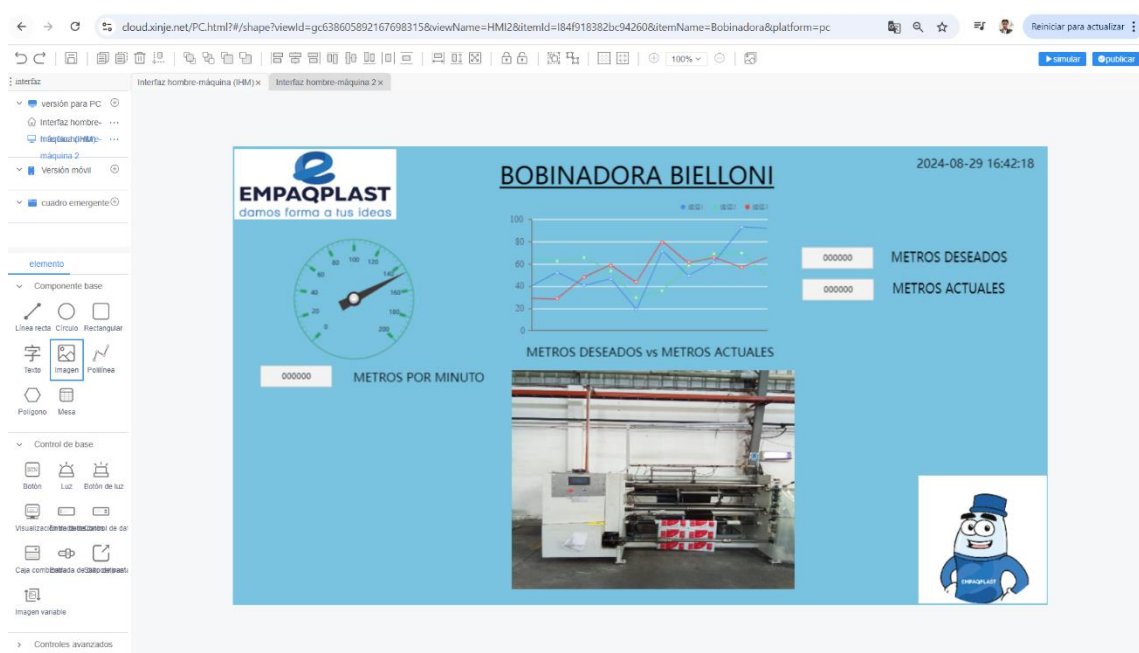 cloud.xinje.net/PC.html?#/shape?viewId=gc638605892167698315&viewName=HMI2&itemId=I84f918382bc94260&itemName=Bobinadora&platform=pc
Reiniciar para actualizar
100%
simular
publicar
interfaz
Interfaz hombre-máquina (IHM) ×
Interfaz hombre-máquina 2 ×
versión para PC
Interfaz hombre-
máquina 2
Versión móvil
cuadro emergente
elemento
Componente base
Línea recta
Círculo
Rectangular
字
Texto
Imagen
Polilínea
Polígono
Mesa
Control de base
BTN
Botón
Luz
Botón de luz
Imagen variable
Controles avanzados
EMPAQPLAST
damos forma a tus ideas
BOBINADORA BIELLONI
2024-08-29 16:42:18
100
80
60
40
20
0
METROS DESEADOS vs METROS ACTUALES
0
20
40
60
80
100
120
140
160
180
200
000000
METROS POR MINUTO
000000
METROS DESEADOS
000000
METROS ACTUALES
EMPAQPLAST